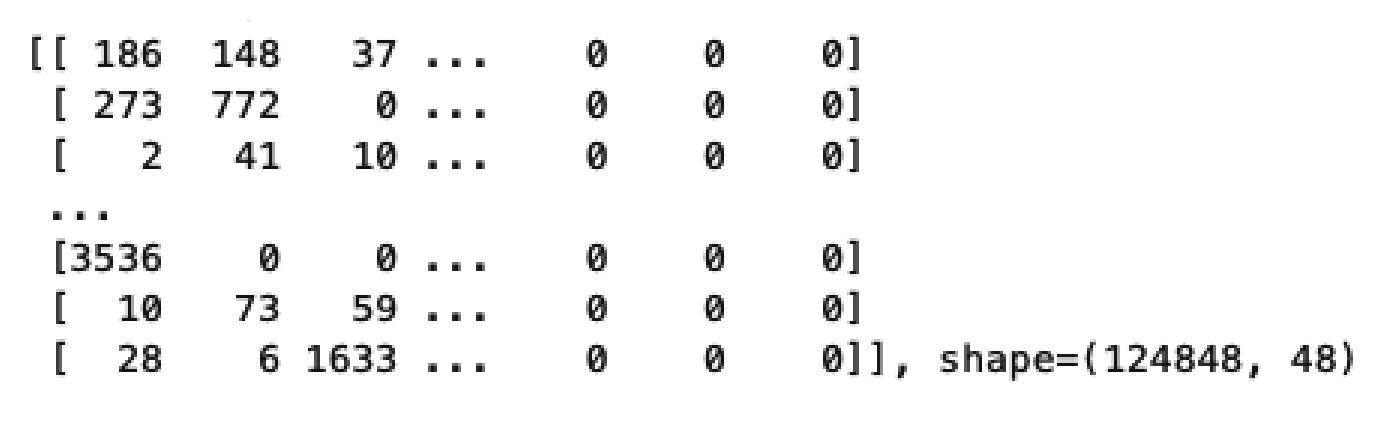 [[ 186  148   37 ...    0    0    0]
 [ 273  772    0 ...    0    0    0]
 [   2   41   10 ...    0    0    0]
 ...
 [3536    0    0 ...    0    0    0]
 [  10   73   59 ...    0    0    0]
 [  28    6 1633 ...    0    0    0]], shape=(124848, 48)